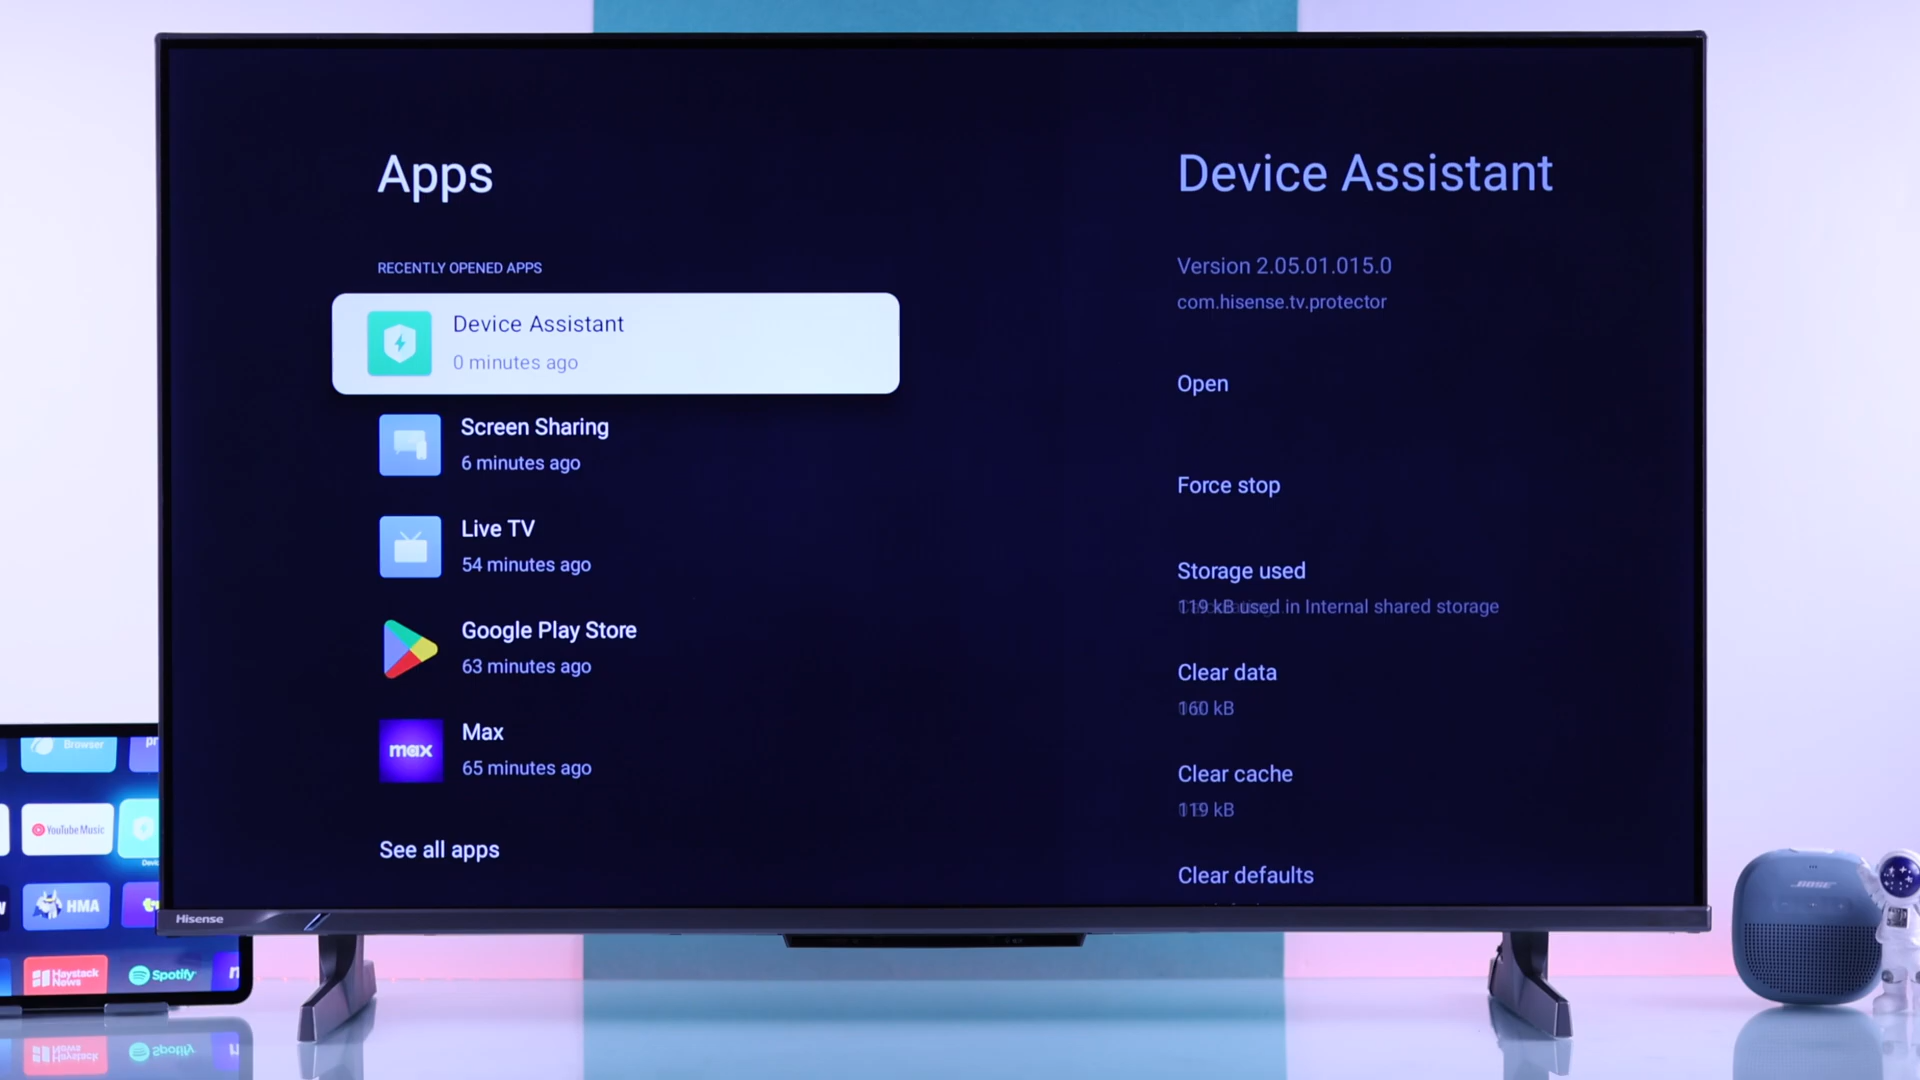 Apps
RECENTLY OPENED APPS
Device Assistant
0 minutes ago
Screen Sharing
6 minutes ago
Live TV
54 minutes ago
Google Play Store
63 minutes ago
Max
max
65 minutes ago
See all apps
Device Assistant
Version 2.05.01.015.0
com.hisense.tv.protector
Open
Force stop
Storage used
119 kB used in Internal shared storage
Clear data
160 kB
Clear cache
119 kB
Clear defaults
Hisense
Browser
YouTube Music
HMA
Haystack
News
Spotify
BOSE